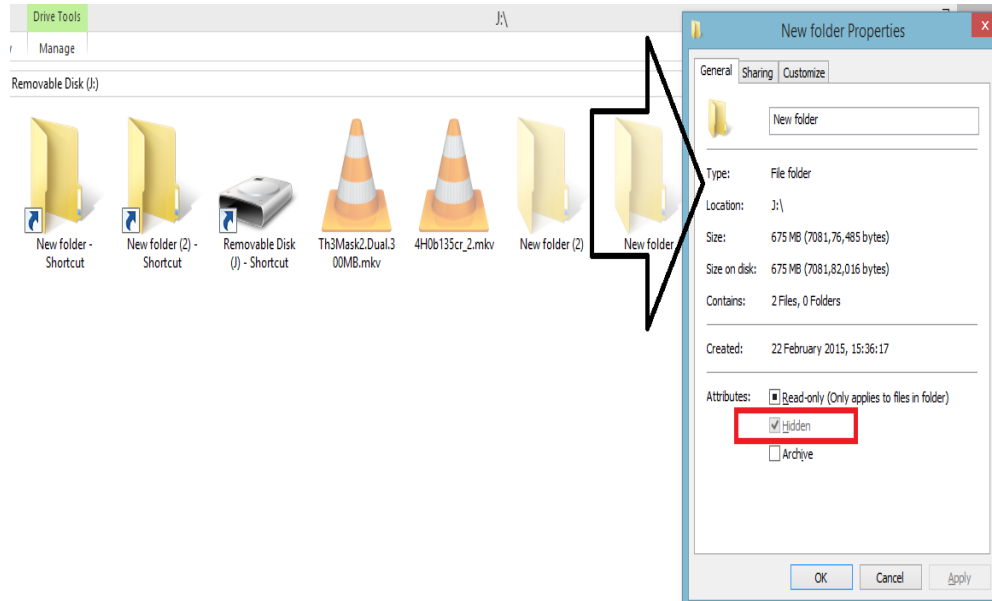 Drive Tools
J:\
Manage
Removable Disk (J:)
New folder -
Shortcut
New folder (2) -
Shortcut
Removable Disk
(J) - Shortcut
Th3Mask2.Dual.3
00MB.mkv
4H0b135cr_2.mkv
New folder (2)
New folder
New folder Properties
x
General Sharing Customize
New folder
Type: File folder
Location: J:\
Size: 675 MB (7081,76,485 bytes)
Size on disk: 675 MB (7081,82,016 bytes)
Contains: 2 Files, 0 Folders
Created: 22 February 2015, 15:36:17
Attributes: Read-only (Only applies to files in folder)
Hidden
Archive
OK Cancel Apply